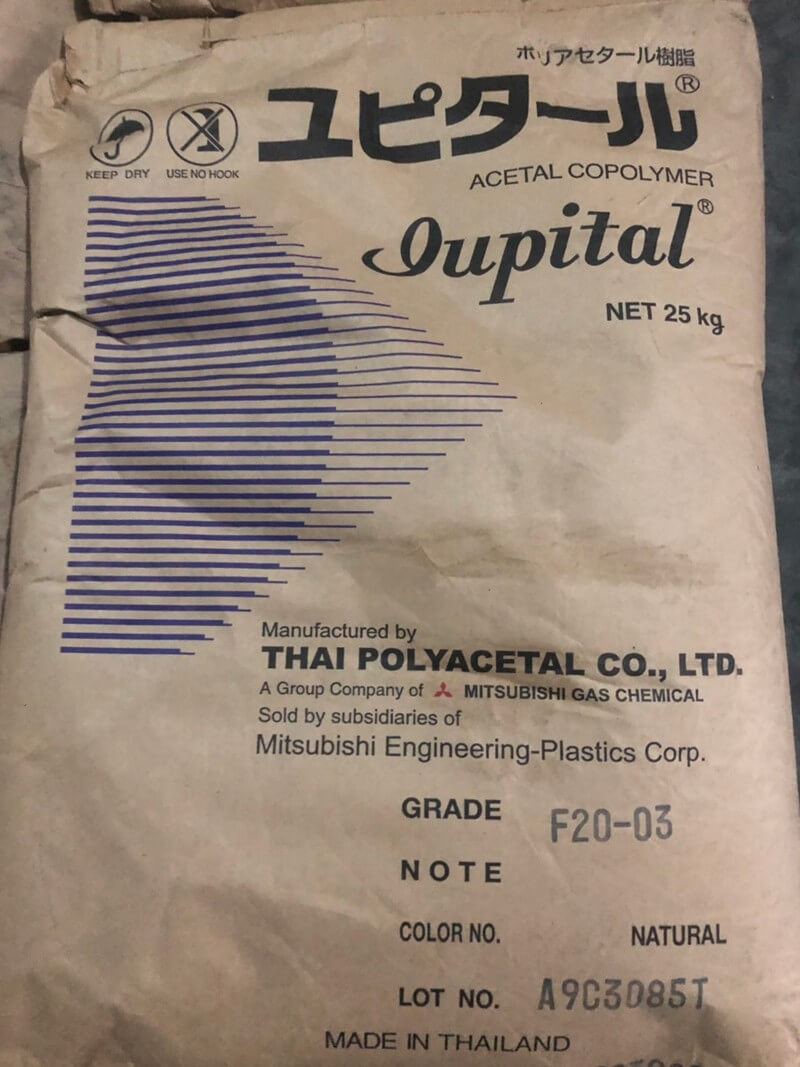 ポリアセタール樹脂
ユピタール®
KEEP DRY
USE NO HOOK
ACETAL COPOLYMER
Iupital®
NET 25 kg
Manufactured by
THAI POLYACETAL CO., LTD.
A Group Company of MITSUBISHI GAS CHEMICAL
Sold by subsidiaries of
Mitsubishi Engineering-Plastics Corp.
GRADE F20-03
NOTE
COLOR NO. NATURAL
LOT NO. A9C3085T
MADE IN THAILAND